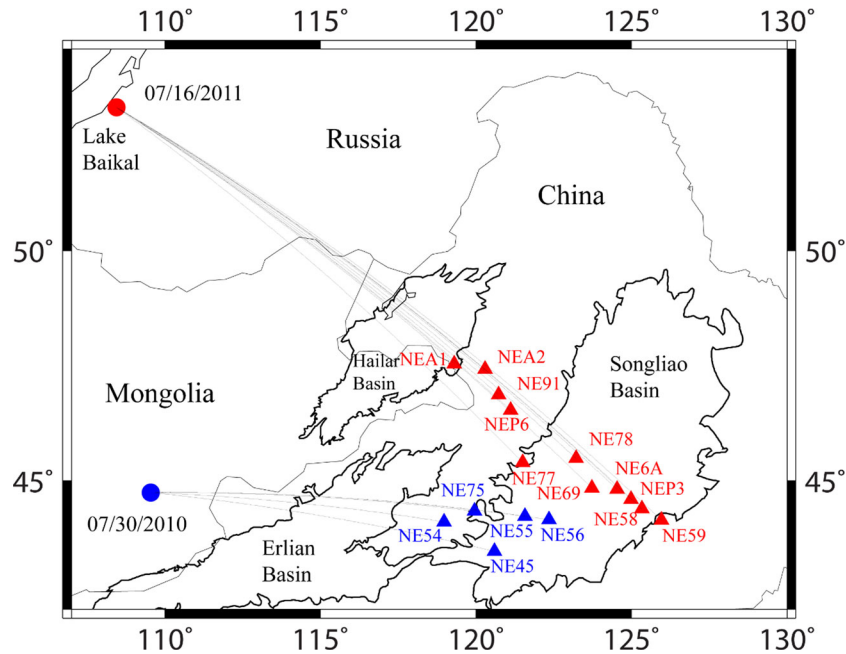 110° 115° 120° 125° 130°
07/16/2011
Lake
Baikal
Russia
China
50° 50°
NEA1 NEA2
Hailar
Basin
NE91
Songliao
Basin
Mongolia
NEP6
NE78
NE77 NE6A
45° 45°
NE75 NE69 NEP3
07/30/2010
NE54 NE55 NE56 NE58 NE59
Erlian
Basin
NE45
110° 115° 120° 125° 130°